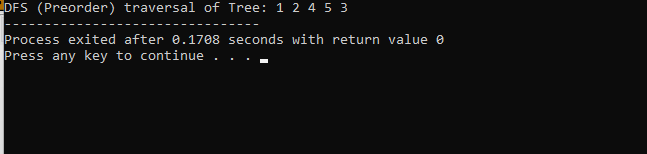 DFS (Preorder) traversal of Tree: 1 2 4 5 3
--------------------------------
Process exited after 0.1708 seconds with return value 0
Press any key to continue . . .